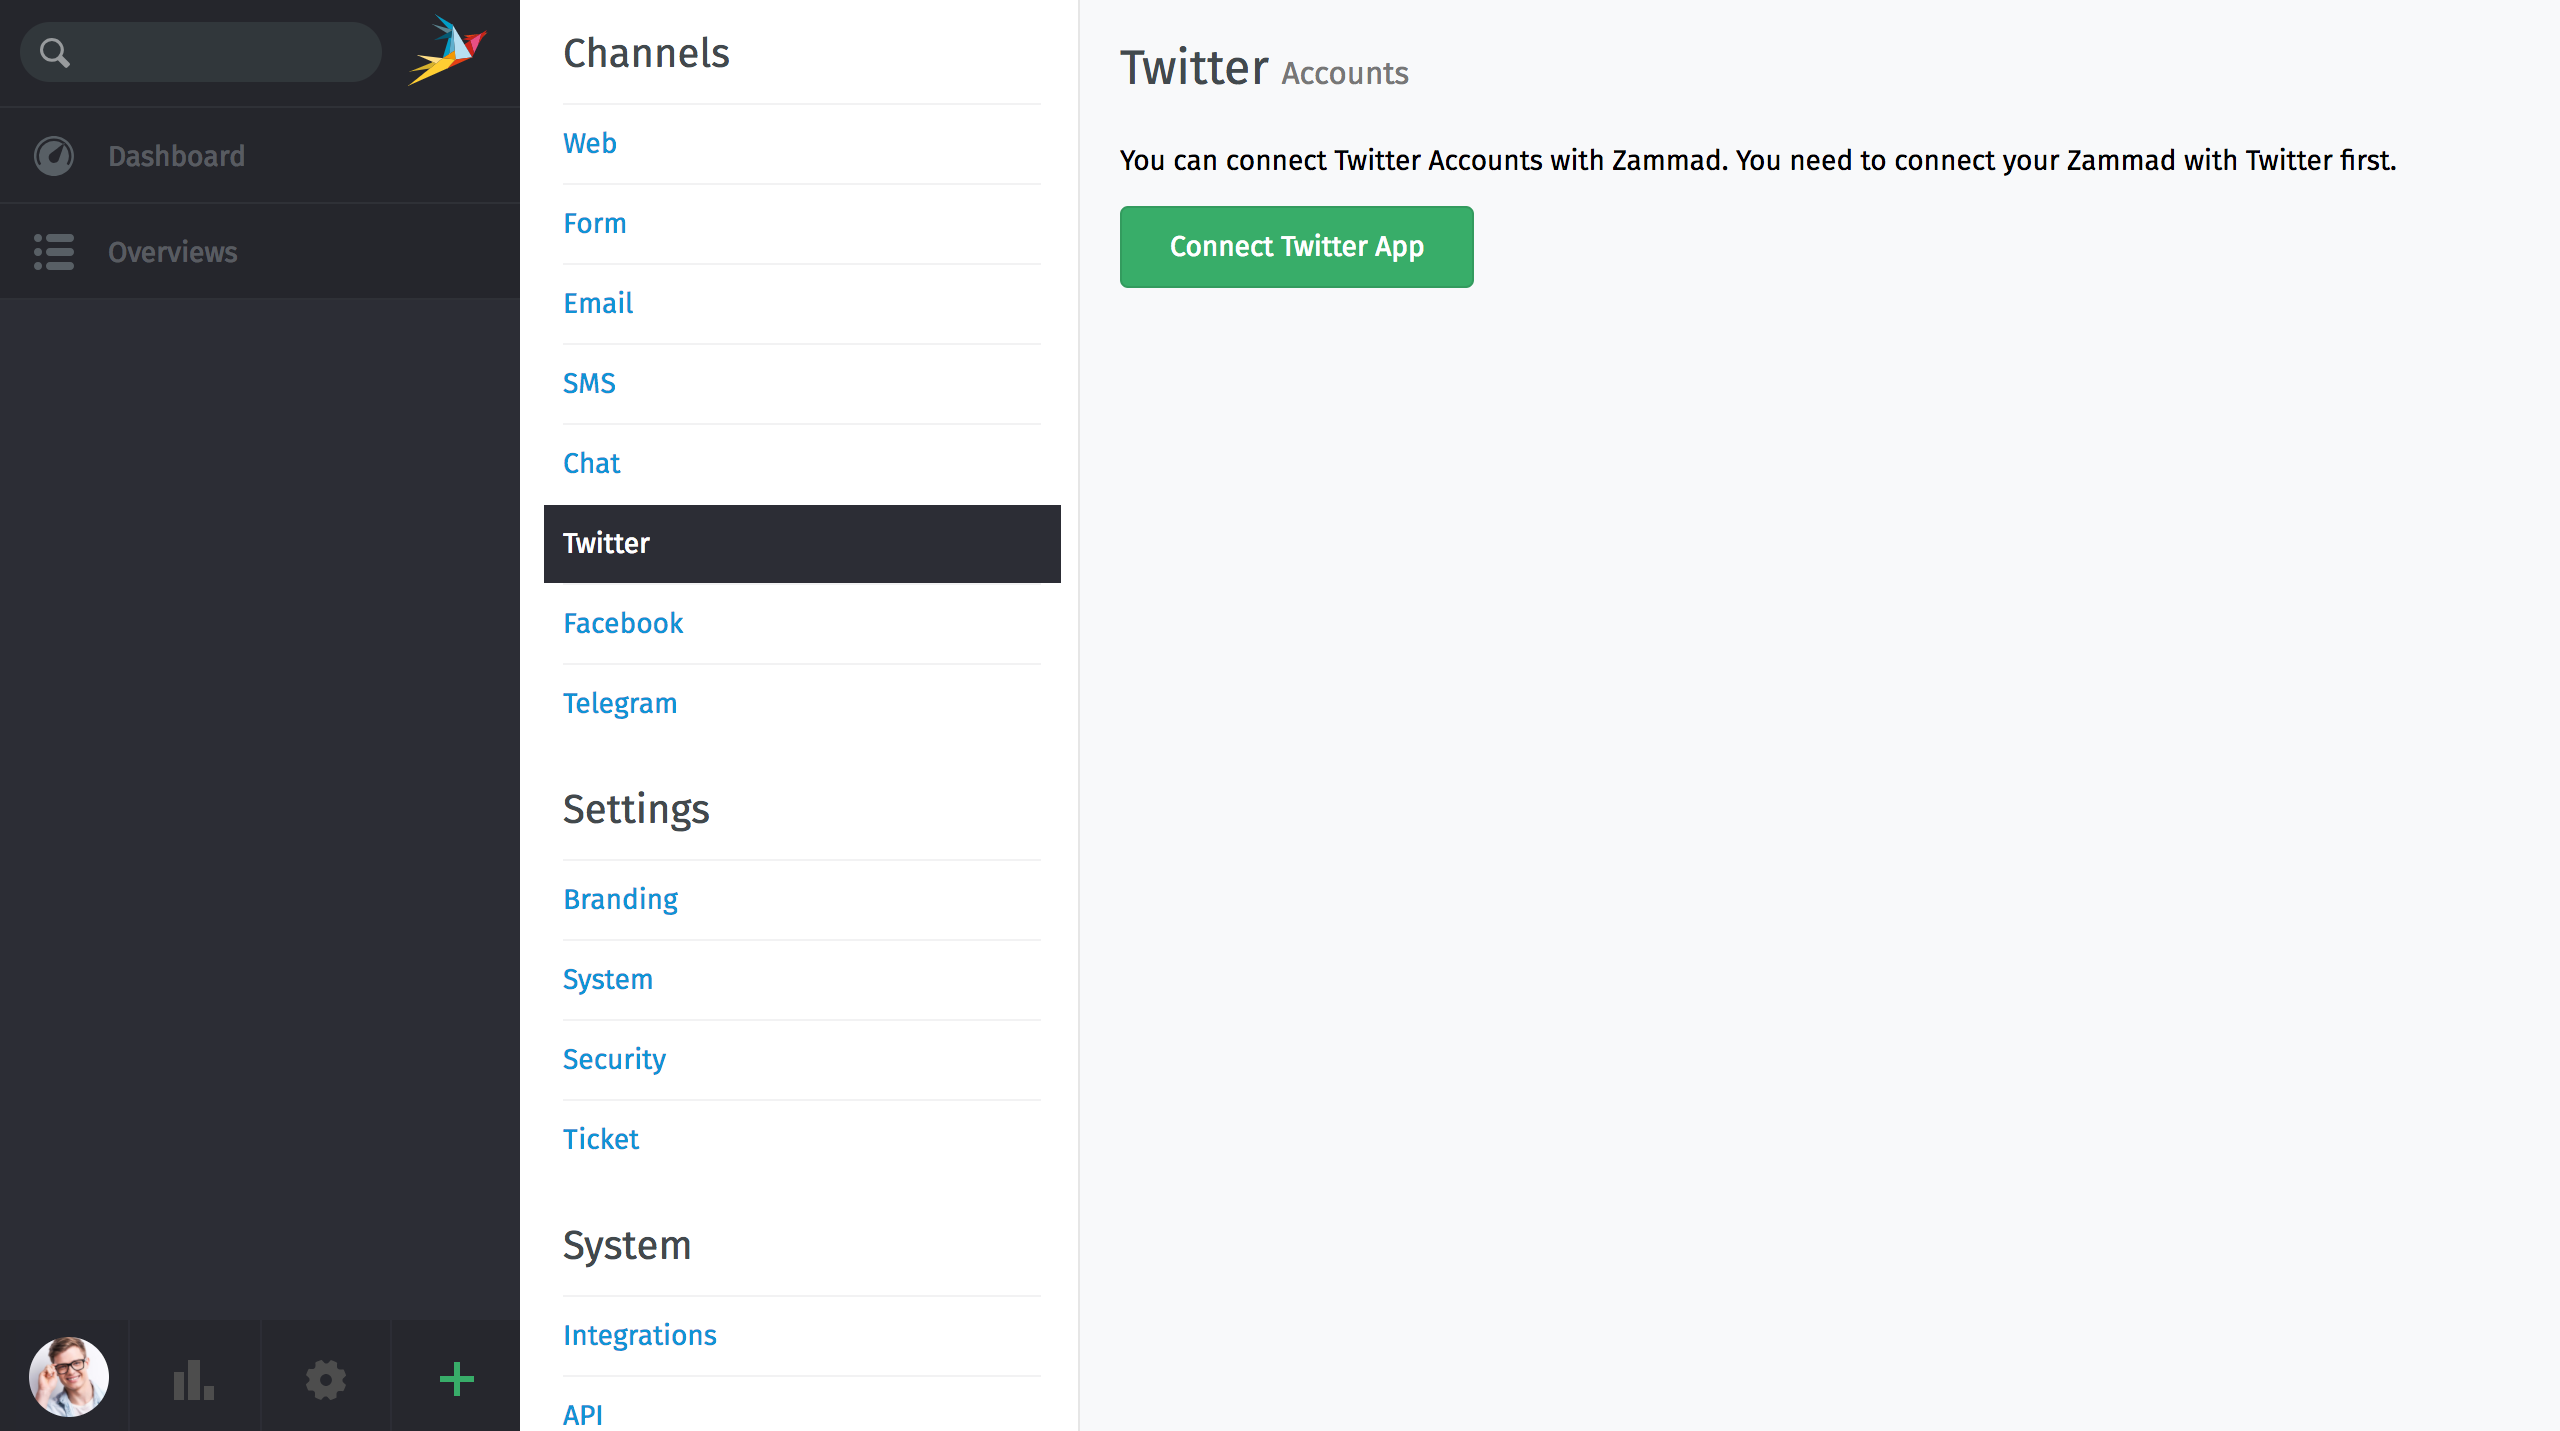 Dashboard
Overviews
Channels
Web
Form
Email
SMS
Chat
Twitter
Facebook
Telegram
Settings
Branding
System
Security
Ticket
System
Integrations
API
Twitter Accounts
You can connect Twitter Accounts with Zammad. You need to connect your Zammad with Twitter first.
Connect Twitter App